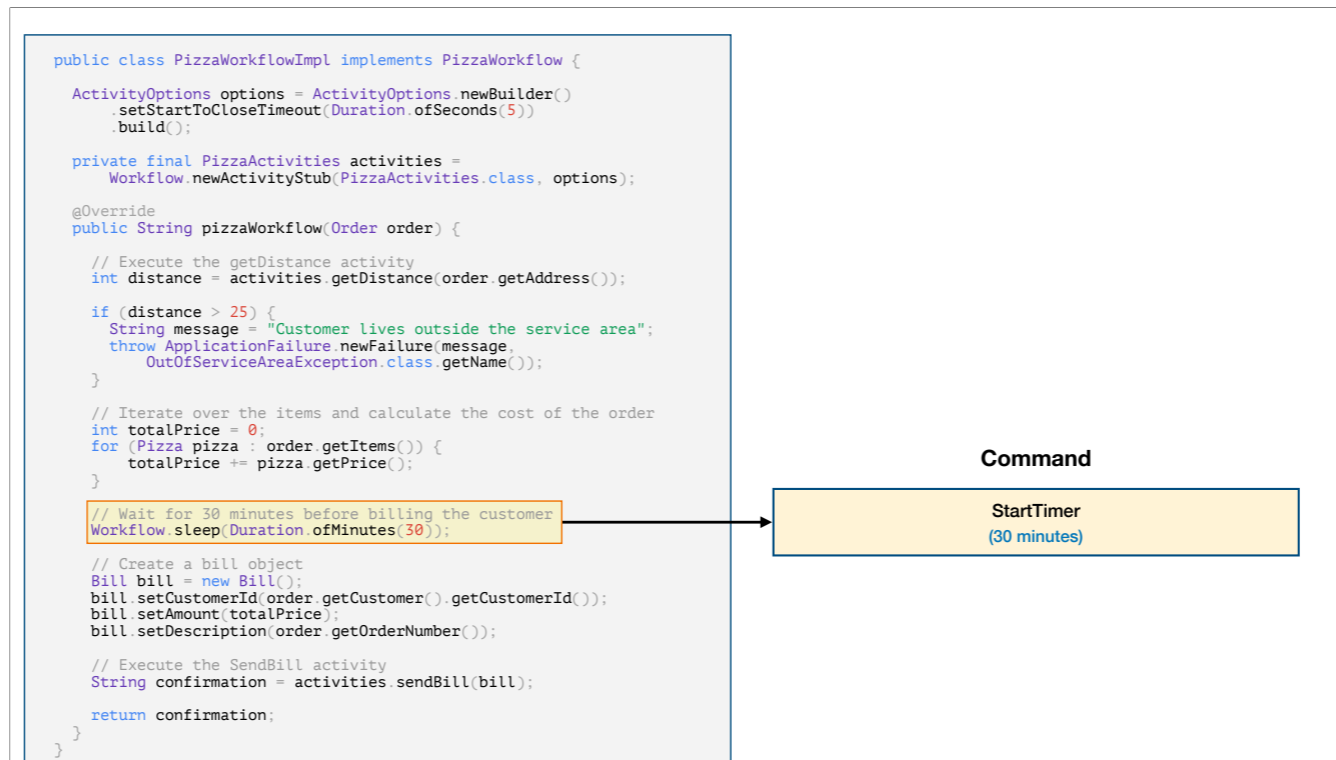 public class PizzaWorkflowImpl implements PizzaWorkflow {
ActivityOptions options = ActivityOptions.newBuilder()
.setStartToCloseTimeout(Duration.ofSeconds(5))
.build();
private final PizzaActivities activities =
Workflow.newActivityStub(PizzaActivities.class, options);
@Override
public String pizzaWorkflow(Order order) {
// Execute the getDistance activity
int distance = activities.getDistance(order.getAddress());
if (distance > 25) {
String message = "Customer lives outside the service area";
throw ApplicationFailure.newFailure(message,
OutOfServiceAreaException.class.getName());
}
// Iterate over the items and calculate the cost of the order
int totalPrice = 0;
for (Pizza pizza : order.getItems()) {
totalPrice += pizza.getPrice();
}
// Wait for 30 minutes before billing the customer
Workflow.sleep(Duration.ofMinutes(30));
// Create a bill object
Bill bill = new Bill();
bill.setCustomerId(order.getCustomer().getCustomerId());
bill.setAmount(totalPrice);
bill.setDescription(order.getOrderNumber());
// Execute the SendBill activity
String confirmation = activities.sendBill(bill);
return confirmation;
}
}
Command
StartTimer
(30 minutes)